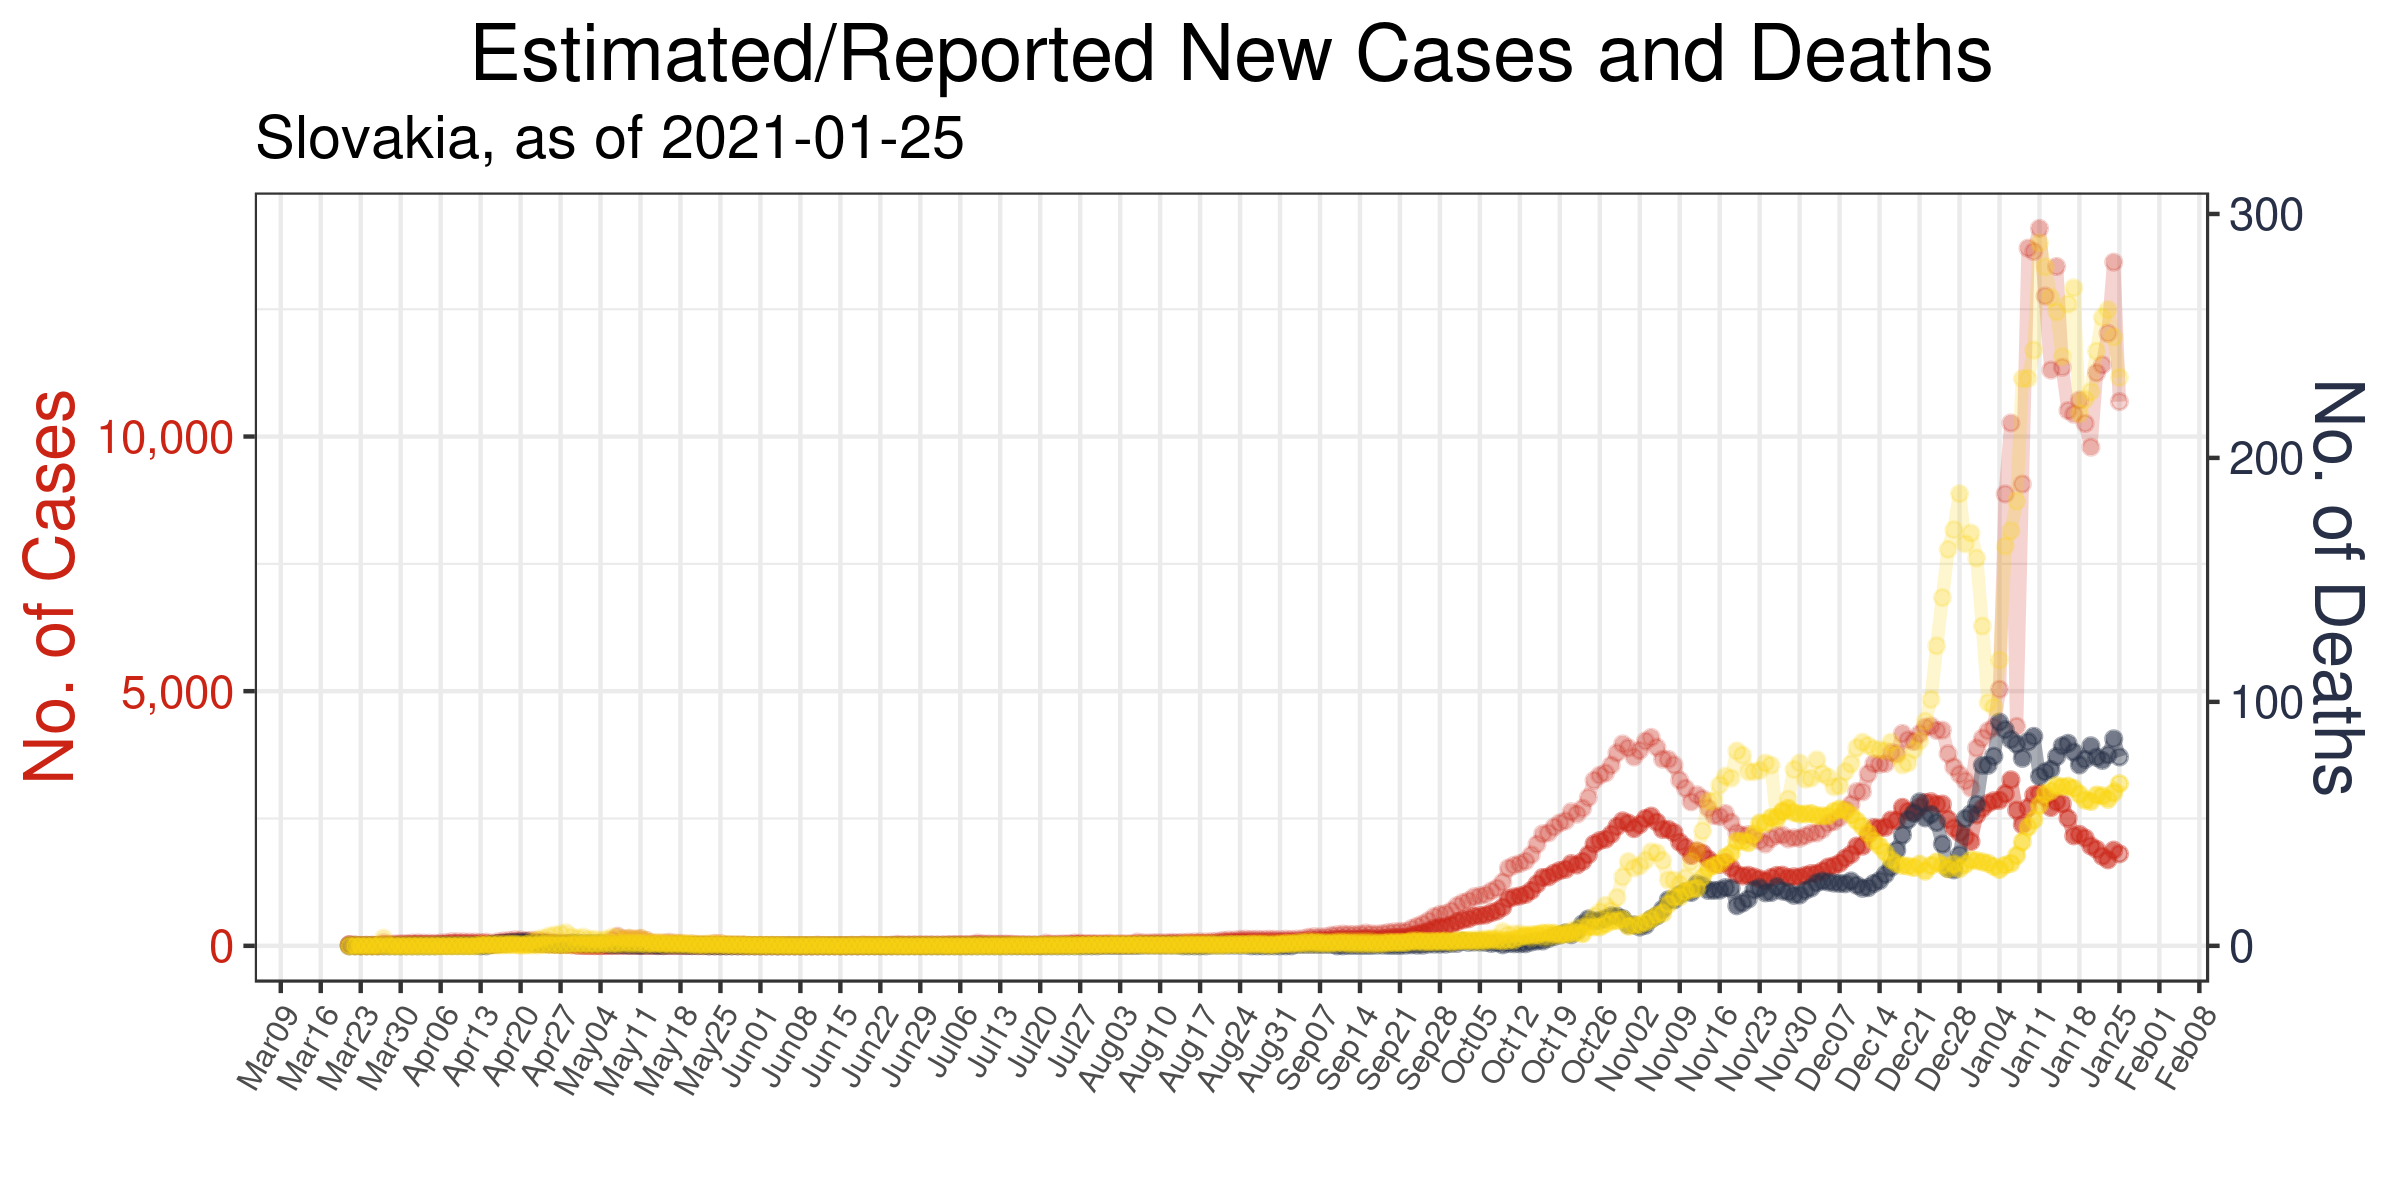 Estimated/Reported New Cases and Deaths
Slovakia, as of 2021-01-25
No. of Cases
10,000
5,000
0
300
200
100
0
No. of Deaths
Mar09
Mar16
Mar23
Mar30
Apr06
Apr13
Apr20
Apr27
May04
May11
May18
May25
Jun01
Jun08
Jun15
Jun22
Jun29
Jul06
Jul13
Jul20
Jul27
Aug03
Aug10
Aug17
Aug24
Aug31
Sep07
Sep14
Sep21
Sep28
Oct05
Oct12
Oct19
Oct26
Nov02
Nov09
Nov16
Nov23
Nov30
Dec07
Dec14
Dec21
Dec28
Jan04
Jan11
Jan18
Jan25
Feb01
Feb08